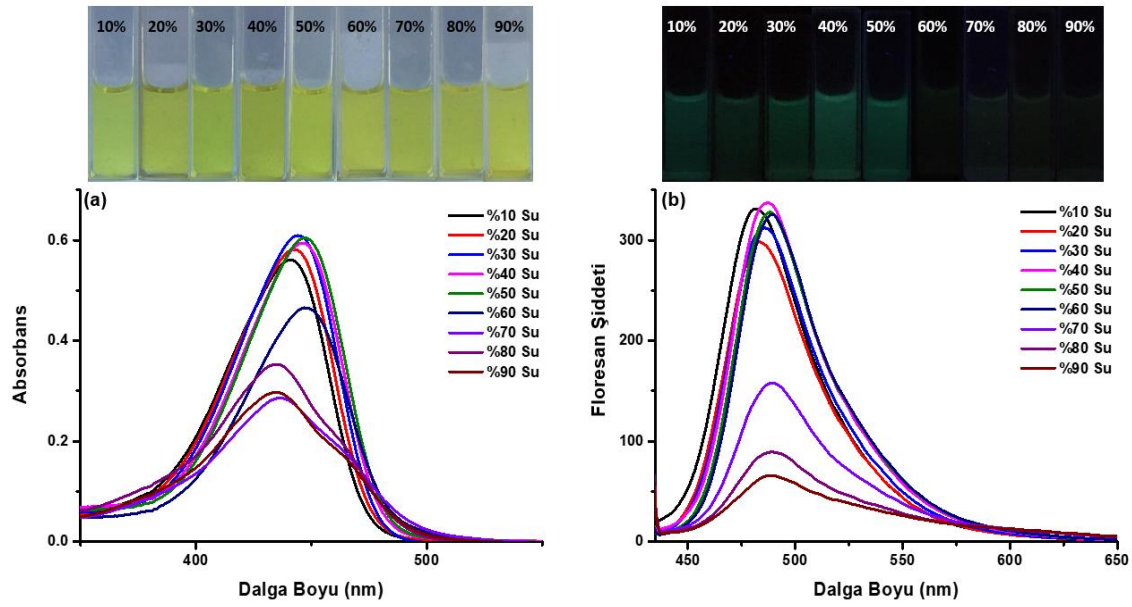 10% 20% 30% 40% 50% 60% 70% 80% 90%
10% 20% 30% 40% 50% 60% 70% 80% 90%
(a)
%10 Su
%20 Su
%30 Su
%40 Su
%50 Su
%60 Su
%70 Su
%80 Su
%90 Su
0.6
0.4
0.2
0.0
Absorbans
400 500
Dalga Boyu (nm)
(b)
%10 Su
%20 Su
%30 Su
%40 Su
%50 Su
%60 Su
%70 Su
%80 Su
%90 Su
300
200
100
0
Floresan Şiddeti
450 500 550 600 650
Dalga Boyu (nm)